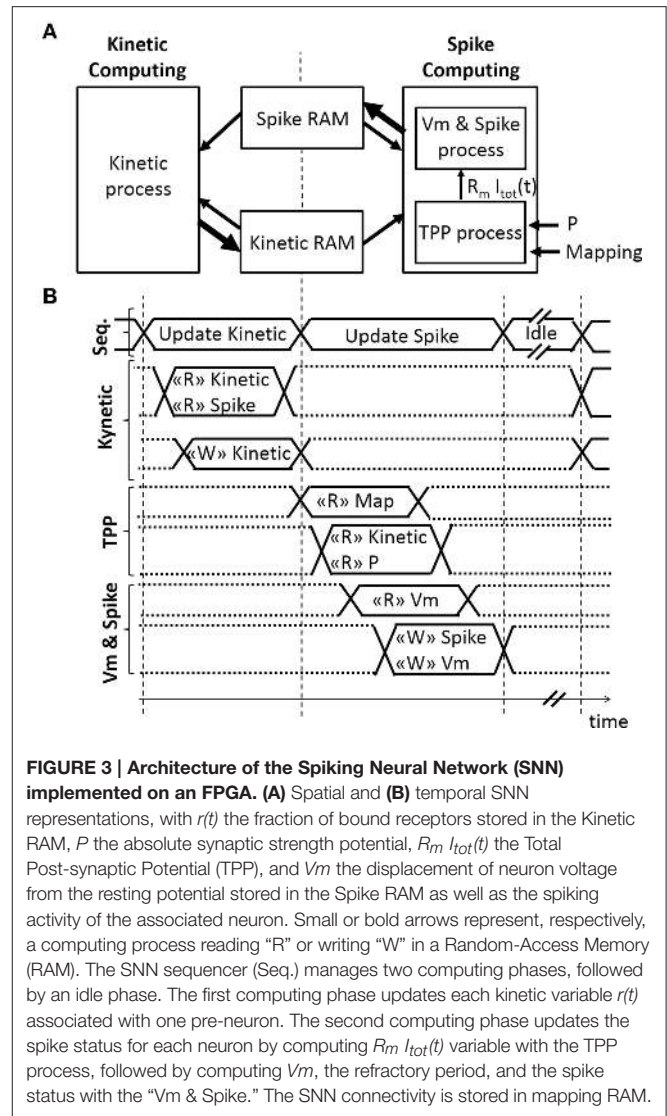 A
Kinetic
Computing
Spike
Computing
Spike RAM
Vm & Spike
process
Kinetic
process
R_m I_tot(t)
Kinetic RAM
TPP process
P
Mapping
B
Seq.
Update Kinetic
Update Spike
Idle
Kynetic
«R» Kinetic
«R» Spike
«W» Kinetic
TPP
«R» Map
«R» Kinetic
«R» P
Vm & Spike
«R» Vm
«W» Spike
«W» Vm
time
FIGURE 3 | Architecture of the Spiking Neural Network (SNN)
implemented on an FPGA. (A) Spatial and (B) temporal SNN
representations, with r(t) the fraction of bound receptors stored in the Kinetic
RAM, P the absolute synaptic strength potential, R_m I_tot(t) the Total
Post-synaptic Potential (TPP), and Vm the displacement of neuron voltage
from the resting potential stored in the Spike RAM as well as the spiking
activity of the associated neuron. Small or bold arrows represent, respectively,
a computing process reading “R” or writing “W” in a Random-Access Memory
(RAM). The SNN sequencer (Seq.) manages two computing phases, followed
by an idle phase. The first computing phase updates each kinetic variable r(t)
associated with one pre-neuron. The second computing phase updates the
spike status for each neuron by computing R_m I_tot(t) variable with the TPP
process, followed by computing Vm, the refractory period, and the spike
status with the “Vm & Spike.” The SNN connectivity is stored in mapping RAM.